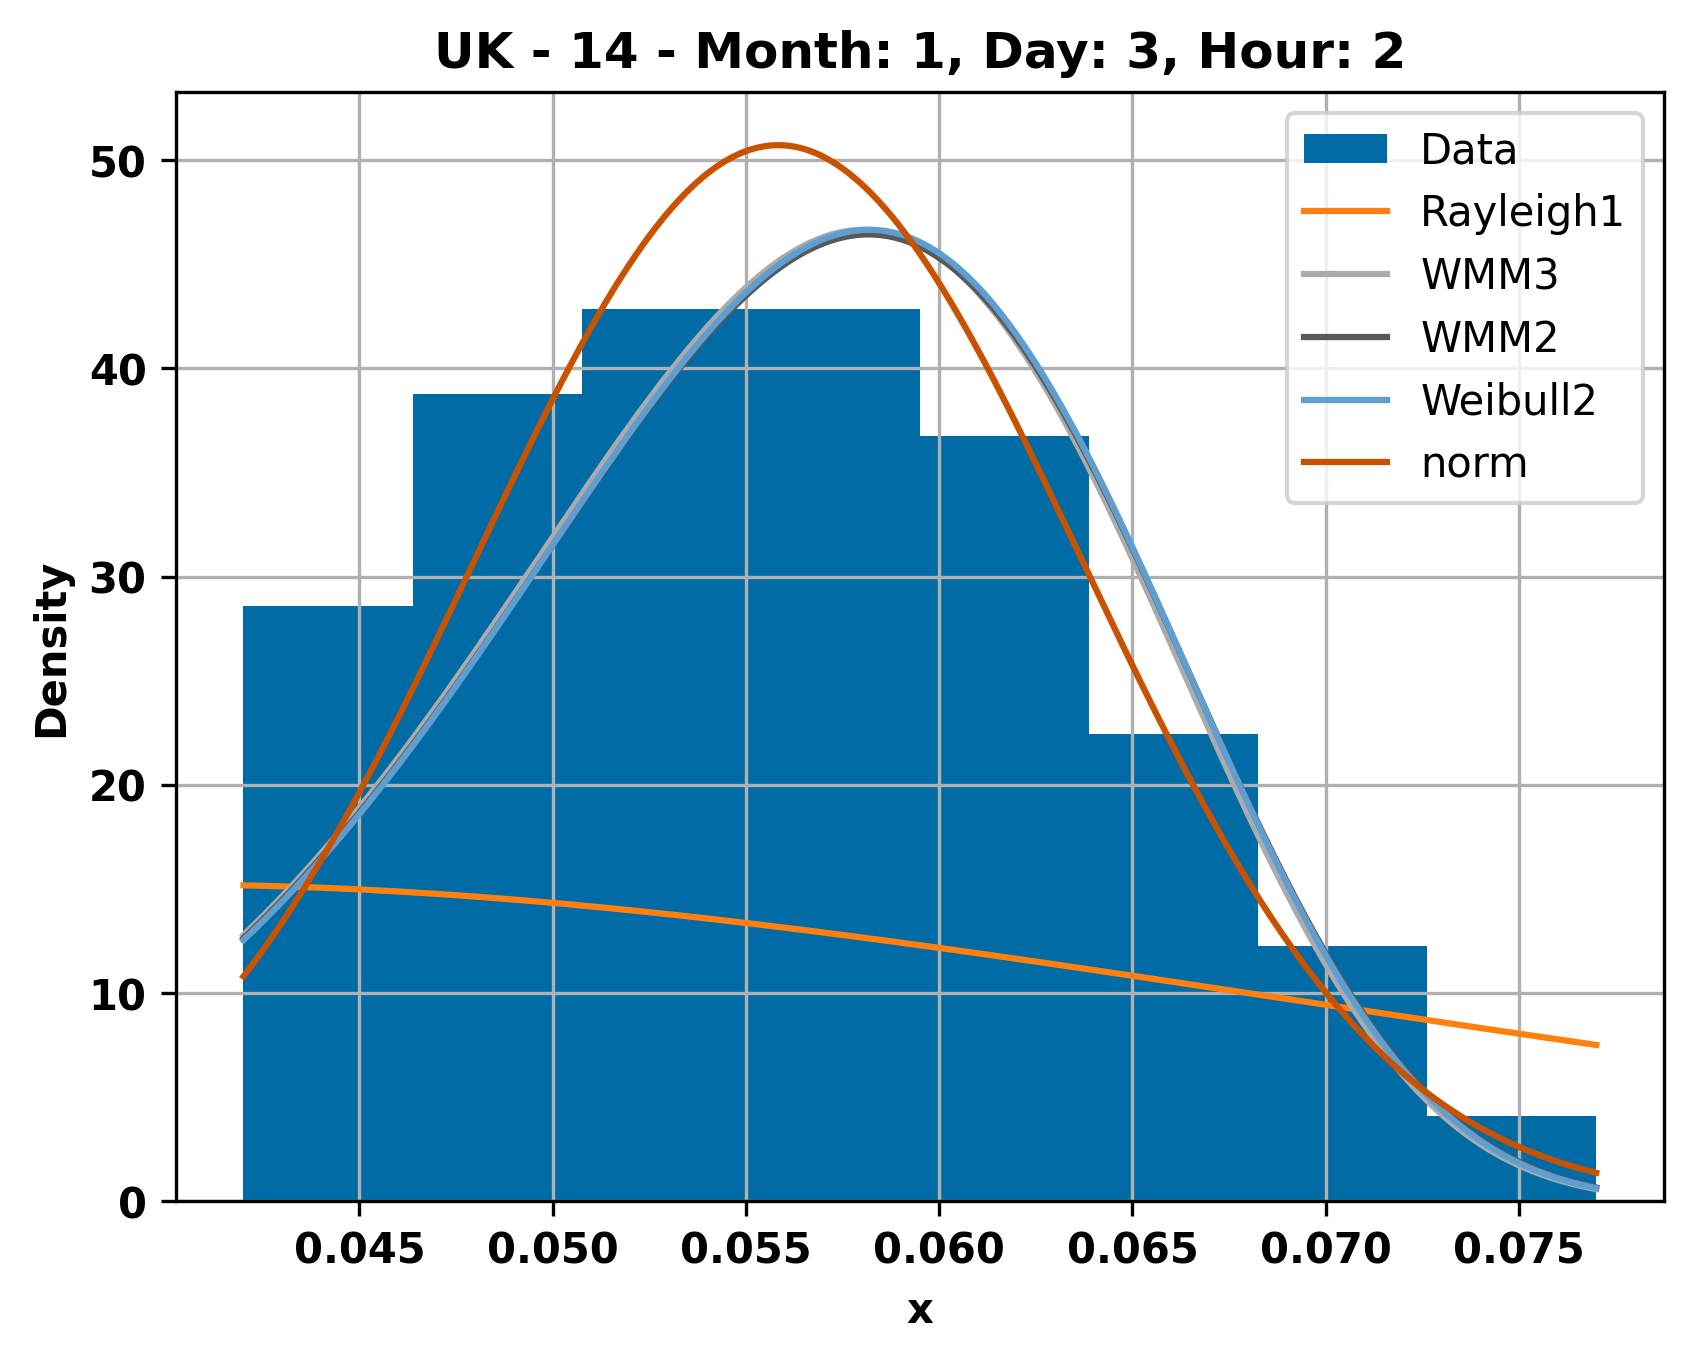 UK - 14 - Month: 1, Day: 3, Hour: 2
Data
Rayleigh1
WMM3
WMM2
Weibull2
norm
Density
50
40
30
20
10
0
0.045 0.050 0.055 0.060 0.065 0.070 0.075
x